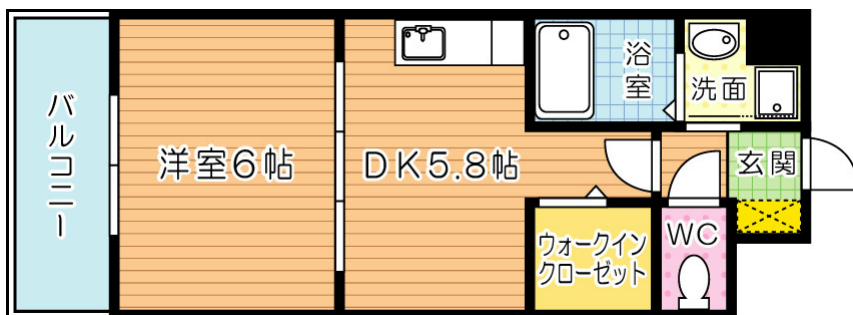 バルコニー
洋室6帖
DK5.8帖
浴室
洗面
玄関
ウォークイン
クローゼット
WC